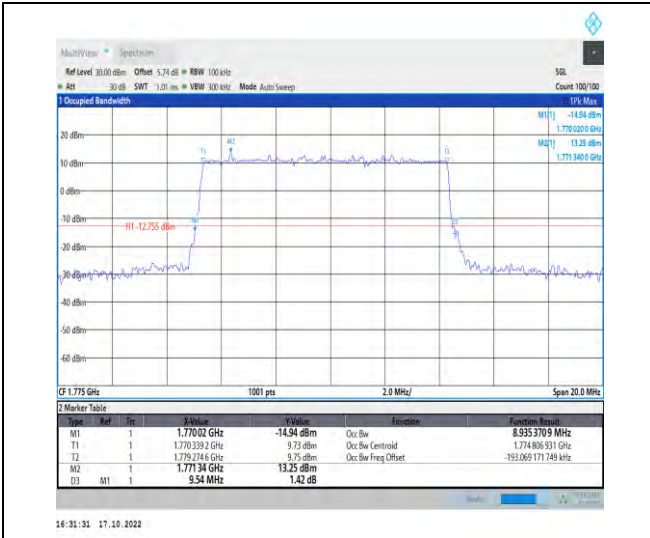 MultiView Spectrum
Ref Level 30.00 dBm Offset 5.74 dB RBW 100 kHz SGL
Att 30 dB SWT 1.01 ms VBW 300 kHz Mode Auto Sweep Count 100/100
1 Occupied Bandwidth 1Pk Max
M1[1] -14.94 dBm
1.770 020 0 GHz
M2[1] 13.25 dBm
1.771 340 0 GHz
20 dBm
M2
T1
10 dBm
0 dBm
-10 dBm
M1
H1 -12.755 dBm
-20 dBm
-30 dBm
-40 dBm
-50 dBm
-60 dBm
CF 1.775 GHz 1001 pts 2.0 MHz/ Span 20.0 MHz
2 Marker Table
Type Ref Trc X-Value Y-Value Function Function Result
M1 1 1.770 02 GHz -14.94 dBm Occ Bw 8.935 370 9 MHz
T1 1 1.770 339 2 GHz 9.73 dBm Occ Bw Centroid 1.774 806 931 GHz
T2 1 1.779 274 6 GHz 9.75 dBm Occ Bw Freq Offset -193.069 171 749 kHz
M2 1 1.771 34 GHz 13.25 dBm
D3 M1 1 9.54 MHz 1.42 dB
16:31:31 17.10.2022